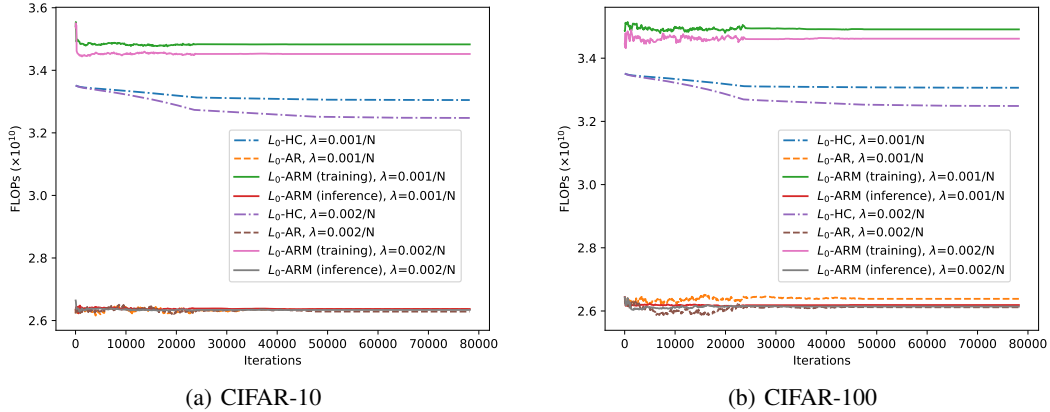 3.6
3.4
3.2
3.0
2.8
2.6
FLOPs (×10¹⁰)
L₀-HC, λ=0.001/N
L₀-AR, λ=0.001/N
L₀-ARM (training), λ=0.001/N
L₀-ARM (inference), λ=0.001/N
L₀-HC, λ=0.002/N
L₀-AR, λ=0.002/N
L₀-ARM (training), λ=0.002/N
L₀-ARM (inference), λ=0.002/N
0 10000 20000 30000 40000 50000 60000 70000 80000
Iterations
(a) CIFAR-10
3.4
3.2
3.0
2.8
2.6
FLOPs (×10¹⁰)
L₀-HC, λ=0.001/N
L₀-AR, λ=0.001/N
L₀-ARM (training), λ=0.001/N
L₀-ARM (inference), λ=0.001/N
L₀-HC, λ=0.002/N
L₀-AR, λ=0.002/N
L₀-ARM (training), λ=0.002/N
L₀-ARM (inference), λ=0.002/N
0 10000 20000 30000 40000 50000 60000 70000 80000
Iterations
(b) CIFAR-100